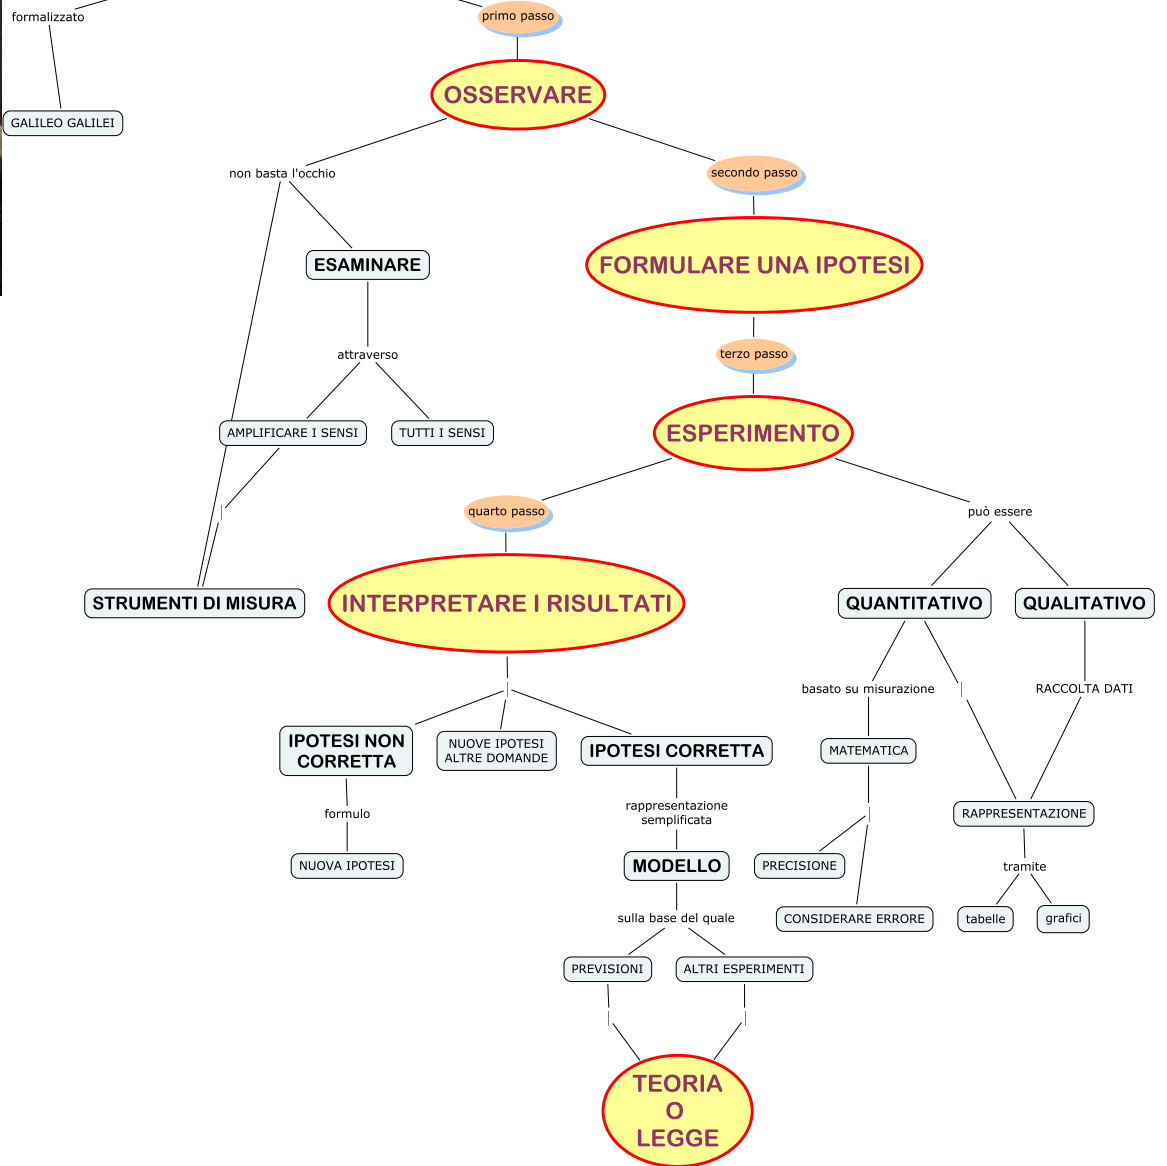 formalizzato
primo passo
GALILEO GALILEI
OSSERVARE
non basta l'occhio
secondo passo
ESAMINARE
FORMULARE UNA IPOTESI
attraverso
terzo passo
AMPLIFICARE I SENSI
TUTTI I SENSI
ESPERIMENTO
quarto passo
può essere
STRUMENTI DI MISURA
INTERPRETARE I RISULTATI
QUANTITATIVO
QUALITATIVO
basato su misurazione
RACCOLTA DATI
IPOTESI NON
CORRETTA
NUOVE IPOTESI
ALTRE DOMANDE
IPOTESI CORRETTA
MATEMATICA
formulo
rappresentazione
semplificata
RAPPRESENTAZIONE
NUOVA IPOTESI
MODELLO
PRECISIONE
tramite
sulla base del quale
CONSIDERARE ERRORE
tabelle
grafici
PREVISIONI
ALTRI ESPERIMENTI
TEORIA
O
LEGGE